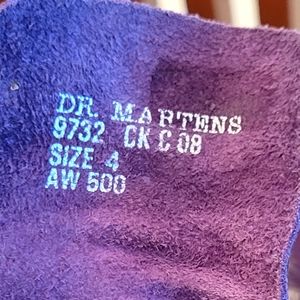 DR. MARTENS
9732 CK C 08
SIZE 4
AW 500